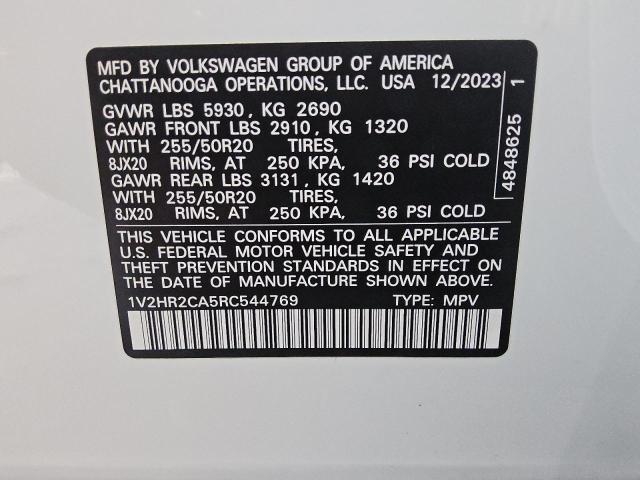 MFD BY VOLKSWAGEN GROUP OF AMERICA
CHATTANOOGA OPERATIONS, LLC. USA 12/2023
GVWR LBS 5930, KG 2690
GAWR FRONT LBS 2910, KG 1320
WITH 255/50R20 TIRES,
8JX20 RIMS, AT 250 KPA, 36 PSI COLD
GAWR REAR LBS 3131, KG 1420
WITH 255/50R20 TIRES,
8JX20 RIMS, AT 250 KPA, 36 PSI COLD
THIS VEHICLE CONFORMS TO ALL APPLICABLE
U.S. FEDERAL MOTOR VEHICLE SAFETY AND
THEFT PREVENTION STANDARDS IN EFFECT ON
THE DATE OF MANUFACTURE SHOWN ABOVE.
1V2HR2CA5RC544769 TYPE: MPV
4848625 1